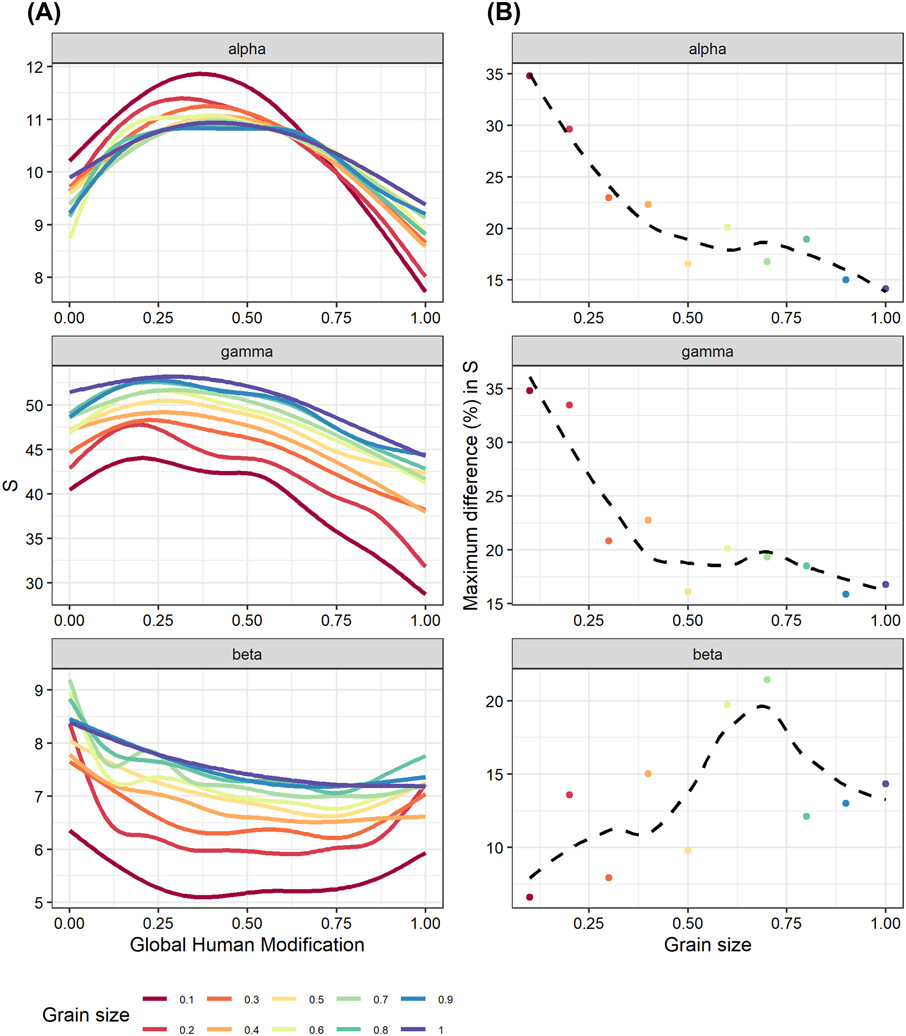 (A)
(B)
alpha
alpha
12
11
10
9
8
0.00 0.25 0.50 0.75 1.00
35
30
25
20
15
0.25 0.50 0.75 1.00
gamma
gamma
S
50
45
40
35
30
0.00 0.25 0.50 0.75 1.00
Maximum difference (%) in S
35
30
25
20
15
0.25 0.50 0.75 1.00
beta
beta
9
8
7
6
5
0.00 0.25 0.50 0.75 1.00
Global Human Modification
20
15
10
0.25 0.50 0.75 1.00
Grain size
Grain size
0.1 0.3 0.5 0.7 0.9
0.2 0.4 0.6 0.8 1